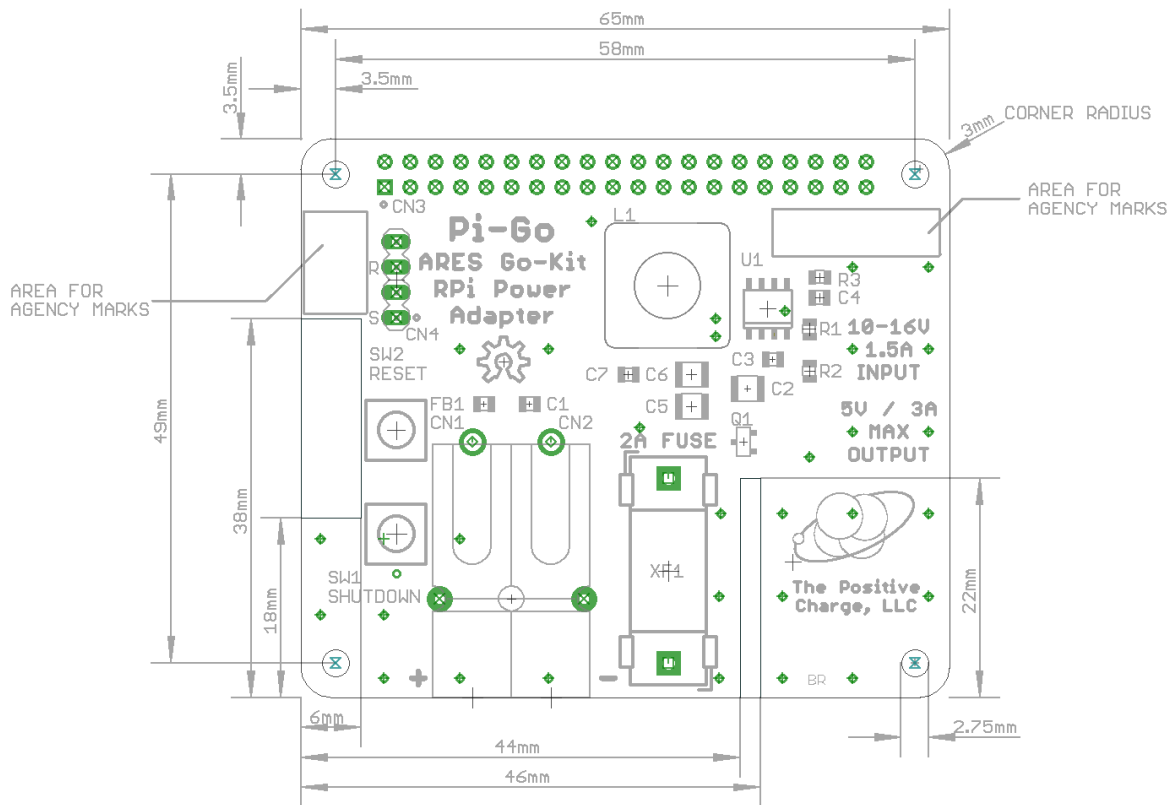 65mm
58mm
3.5mm
3.5mm
3mm
CORNER RADIUS
AREA FOR
AGENCY MARKS
CN3
L1
Pi-Go
ARES Go-Kit
RPi Power
Adapter
U1
R
S
CN4
R3
C4
R1
R2
10-16V
1.5A
INPUT
AREA FOR
AGENCY MARKS
SW2
RESET
C7
C6
C3
C2
C5
FB1
CN1
C1
CN2
Q1
2A FUSE
5V / 3A
MAX
OUTPUT
49mm
38mm
18mm
22mm
SW1
SHUTDOWN
The Positive
Charge, LLC
+
-
BR
6mm
2.75mm
44mm
46mm